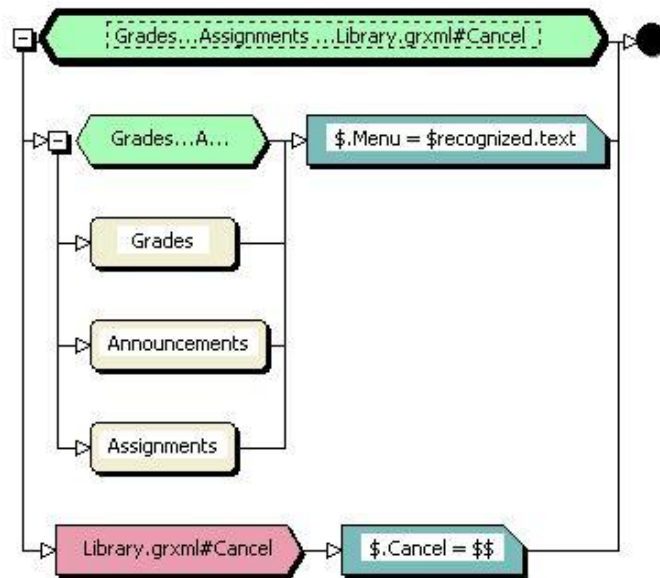 Grades...Assignments ...Library.grxml#Cancel
Grades...A...
$.Menu = $recognized.text
Grades
Announcements
Assignments
Library.grxml#Cancel
$.Cancel = $$